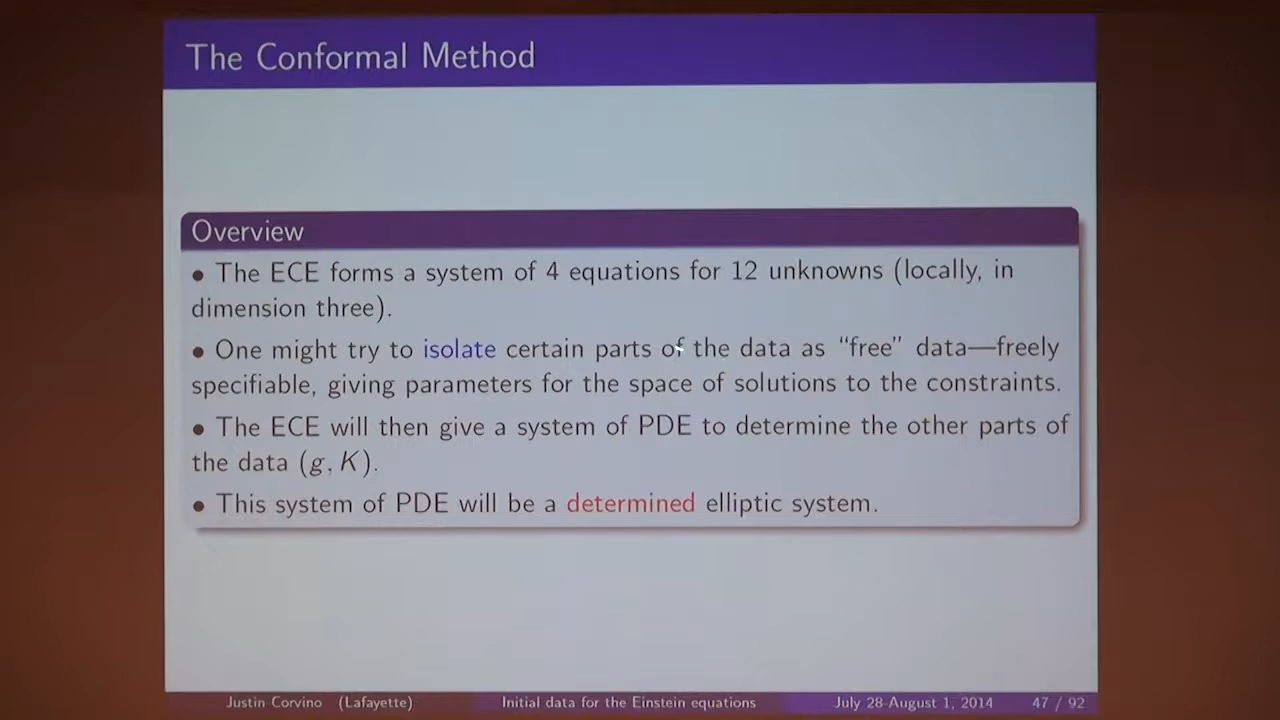 The Conformal Method
Overview
• The ECE forms a system of 4 equations for 12 unknowns (locally, in
dimension three).
• One might try to isolate certain parts of the data as “free” data—freely
specifiable, giving parameters for the space of solutions to the constraints.
• The ECE will then give a system of PDE to determine the other parts of
the data (g, K).
• This system of PDE will be a determined elliptic system.
Justin Corvino (Lafayette) Initial data for the Einstein equations July 28-August 1, 2014 47 / 92